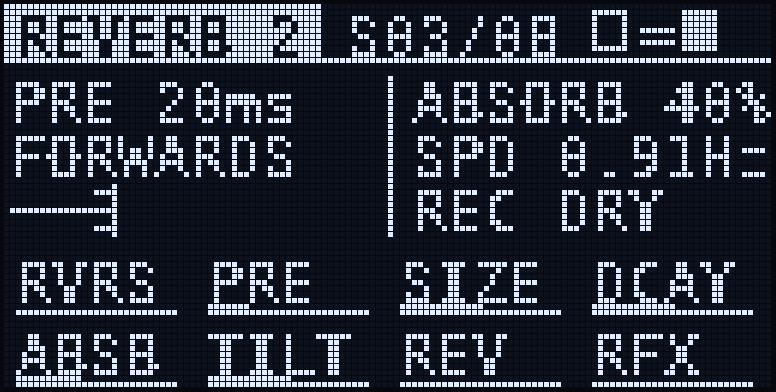 REVERB 2 S03/08 □=■
PRE 20ms
FORWARDS
ABSORB 40%
SPD 0.91Hz
REC DRY
RVRS PRE SIZE DCAY
ABSB TILT REV RFX